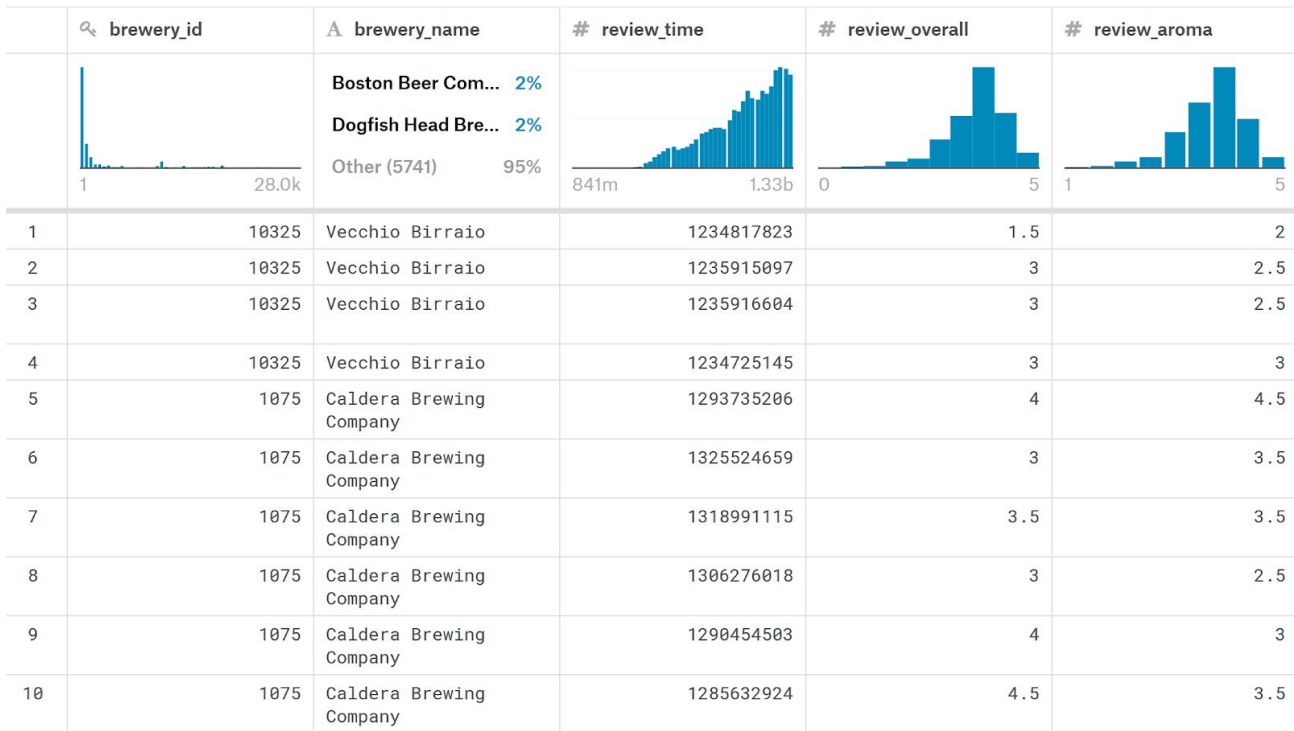 brewery_id A brewery_name # review_time # review_overall # review_aroma
Boston Beer Com... 2%
Dogfish Head Bre... 2%
Other (5741) 95%
1 28.0k 841m 1.33b 0 5 1 5
1 10325 Vecchio Birraio 1234817823 1.5 2
2 10325 Vecchio Birraio 1235915097 3 2.5
3 10325 Vecchio Birraio 1235916604 3 2.5
4 10325 Vecchio Birraio 1234725145 3 3
5 1075 Caldera Brewing 1293735206 4 4.5
Company
6 1075 Caldera Brewing 1325524659 3 3.5
Company
7 1075 Caldera Brewing 1318991115 3.5 3.5
Company
8 1075 Caldera Brewing 1306276018 3 2.5
Company
9 1075 Caldera Brewing 1290454503 4 3
Company
10 1075 Caldera Brewing 1285632924 4.5 3.5
Company